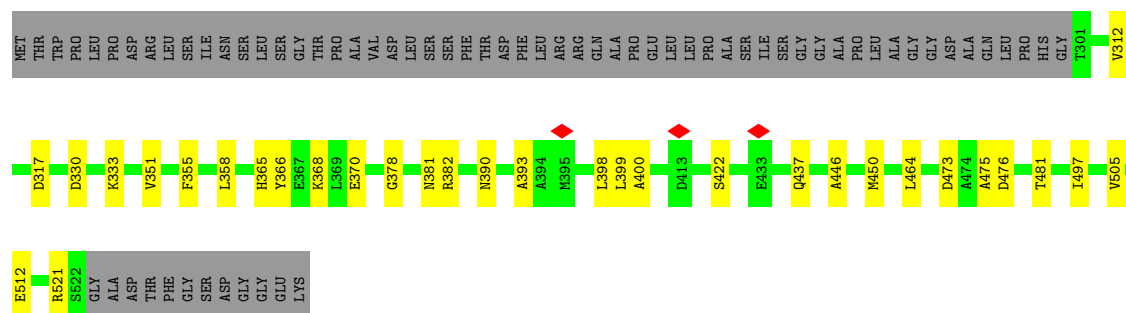 MET THR TRP PRO LEU PRO ASP ARG LEU SER ILE ASN SER LEU SER GLY THR PRO ALA VAL ASP LEU SER SER PHE THR ASP PHE LEU ARG ARG GLN ALA PRO GLU LEU LEU PRO ALA SER ILE SER GLY GLY ALA PRO LEU ALA GLY GLY ASP ALA GLN LEU PRO HIS GLY T301 V312
D317 D330 K333 V351 F355 L358 H365 Y366 E367 K368 L369 E370 G378 N381 R382 N390 A393 A394 M395 L398 L399 A400 D413 S422 E433 Q437 A446 M450 L464 D473 A474 A475 D476 T481 I497 V505
E512 R521 S522 GLY ALA ASP THR PHE GLY SER ASP GLY GLY GLU LYS